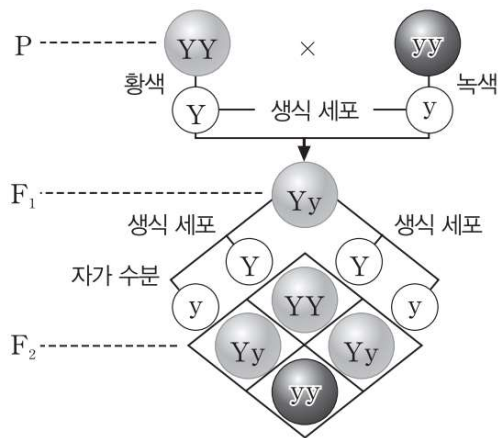 P YY × yy
황색 녹색
Y 생식 세포 y
F₁ Yy
생식 세포 생식 세포
Y Y
자가 수분
y y
YY
F₂ Yy Yy
yy